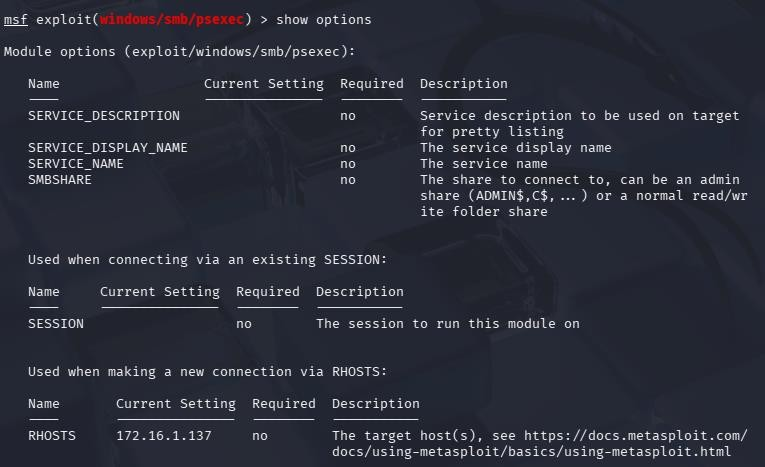 msf exploit(windows/smb/psexec) > show options
Module options (exploit/windows/smb/psexec):
Name Current Setting Required Description
SERVICE_DESCRIPTION no Service description to be used on target
for pretty listing
SERVICE_DISPLAY_NAME no The service display name
SERVICE_NAME no The service name
SMBSHARE no The share to connect to, can be an admin
share (ADMIN$,C$,...) or a normal read/wr
ite folder share
Used when connecting via an existing SESSION:
Name Current Setting Required Description
SESSION no The session to run this module on
Used when making a new connection via RHOSTS:
Name Current Setting Required Description
RHOSTS 172.16.1.137 no The target host(s), see https://docs.metasploit.com/
docs/using-metasploit/basics/using-metasploit.html